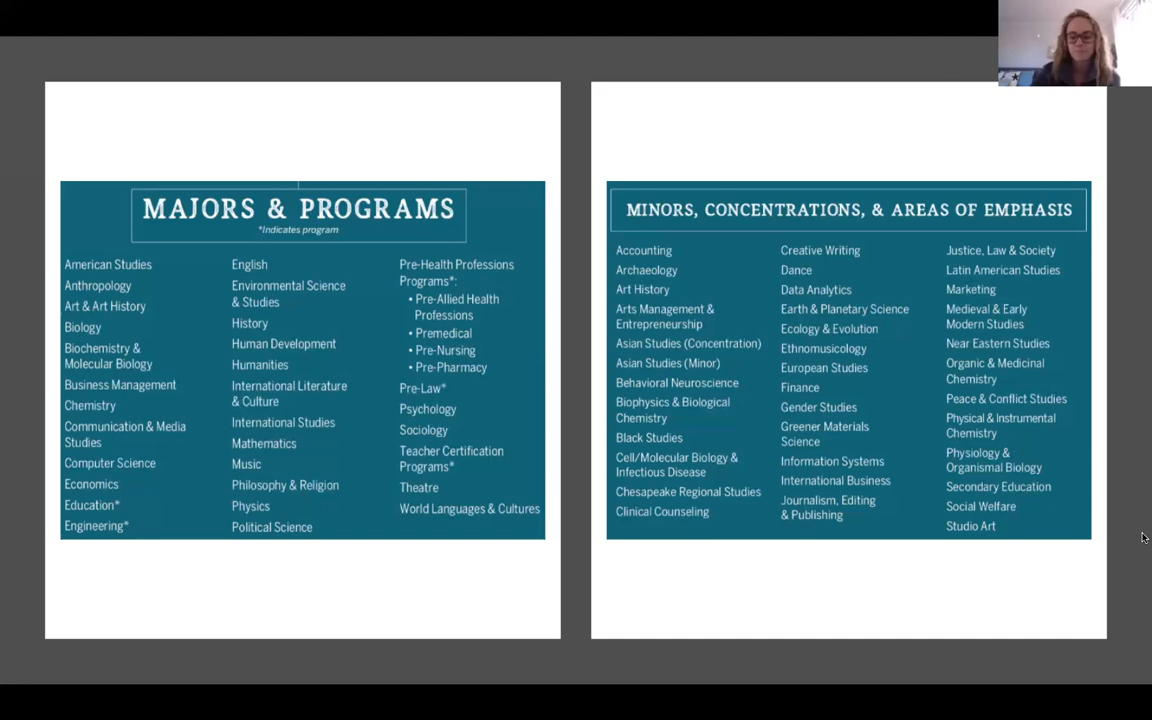 MAJORS & PROGRAMS
*Indicates program
American Studies
Anthropology
Art & Art History
Biology
Biochemistry &
Molecular Biology
Business Management
Chemistry
Communication & Media
Studies
Computer Science
Economics
Education*
Engineering*
English
Environmental Science
& Studies
History
Human Development
Humanities
International Literature
& Culture
International Studies
Mathematics
Music
Philosophy & Religion
Physics
Political Science
Pre-Health Professions
Programs*:
• Pre-Allied Health
Professions
• Premedical
• Pre-Nursing
• Pre-Pharmacy
Pre-Law*
Psychology
Sociology
Teacher Certification
Programs*
Theatre
World Languages & Cultures
MINORS, CONCENTRATIONS, & AREAS OF EMPHASIS
Accounting
Archaeology
Art History
Arts Management &
Entrepreneurship
Asian Studies (Concentration)
Asian Studies (Minor)
Behavioral Neuroscience
Biophysics & Biological
Chemistry
Black Studies
Cell/Molecular Biology &
Infectious Disease
Chesapeake Regional Studies
Clinical Counseling
Creative Writing
Dance
Data Analytics
Earth & Planetary Science
Ecology & Evolution
Ethnomusicology
European Studies
Finance
Gender Studies
Greener Materials
Science
Information Systems
International Business
Journalism, Editing
& Publishing
Justice, Law & Society
Latin American Studies
Marketing
Medieval & Early
Modern Studies
Near Eastern Studies
Organic & Medicinal
Chemistry
Peace & Conflict Studies
Physical & Instrumental
Chemistry
Physiology &
Organismal Biology
Secondary Education
Social Welfare
Studio Art